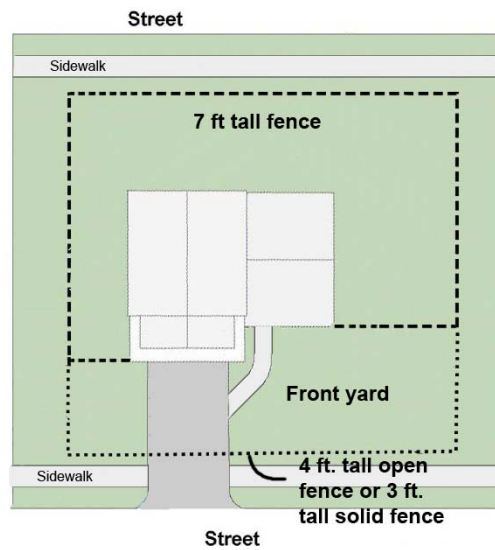 Street
Sidewalk
7 ft tall fence
Front yard
4 ft. tall open
fence or 3 ft.
tall solid fence
Sidewalk
Street